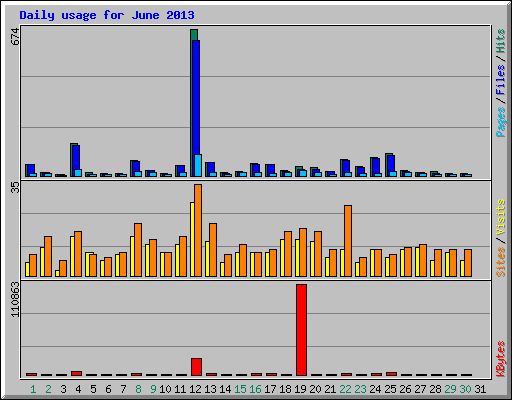 Daily usage for June 2013
674
Pages / Files / Hits
35
Sites / Visits
110863
KBytes
1 2 3 4 5 6 7 8 9 10 11 12 13 14 15 16 17 18 19 20 21 22 23 24 25 26 27 28 29 30 31